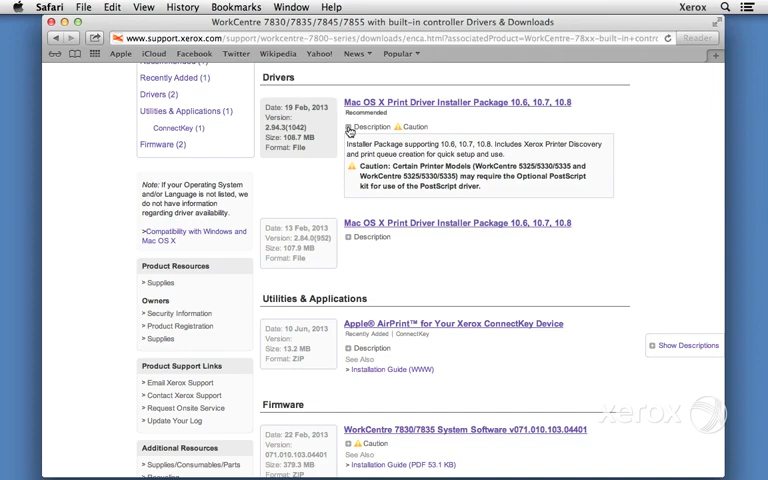 Safari File Edit View History Bookmarks Window Help Xerox
WorkCentre 7830/7835/7845/7855 with built-in controller Drivers & Downloads
www.support.xerox.com/support/workcentre-7800-series/downloads/enca.html?associatedProduct=WorkCentre-78xx-built-in+contro Reader
Apple iCloud Facebook Twitter Wikipedia Yahoo! News Popular
Recommended (1)
Recently Added (1)
Drivers (2)
Utilities & Applications (1)
ConnectKey (1)
Firmware (2)
Note: If your Operating System
and/or Language is not listed, we
do not have information
regarding driver availability.
>Compatibility with Windows and
Mac OS X
Product Resources
> Supplies
Owners
> Security Information
> Product Registration
> Supplies
Product Support Links
> Email Xerox Support
> Contact Xerox Support
> Request Onsite Service
> Update Your Log
Additional Resources
> Supplies/Consumables/Parts
Drivers
Date: 19 Feb, 2013
Version:
2.94.3(1042)
Size: 108.7 MB
Format: File
Mac OS X Print Driver Installer Package 10.6, 10.7, 10.8
Recommended
Description Caution
Installer Package supporting 10.6, 10.7, 10.8. Includes Xerox Printer Discovery
and print queue creation for quick setup and use.
Caution: Certain Printer Models (WorkCentre 5325/5330/5335 and
WorkCentre 5325/5330/5335) may require the Optional PostScript
kit for use of the PostScript driver.
Date: 13 Feb, 2013
Version: 2.84.0(952)
Size: 107.9 MB
Format: File
Mac OS X Print Driver Installer Package 10.6, 10.7, 10.8
Description
Utilities & Applications
Date: 10 Jun, 2013
Version:
Size: 13.2 MB
Format: ZIP
Apple® AirPrint™ for Your Xerox ConnectKey Device
Recently Added | ConnectKey
Description
See Also
> Installation Guide (WWW)
Show Descriptions
Firmware
Date: 22 Feb, 2013
Version:
071.010.103.04401
Size: 379.3 MB
Format: ZIP
WorkCentre 7830/7835 System Software v071.010.103.04401
Caution
See Also
> Installation Guide (PDF 53.1 KB)
xerox